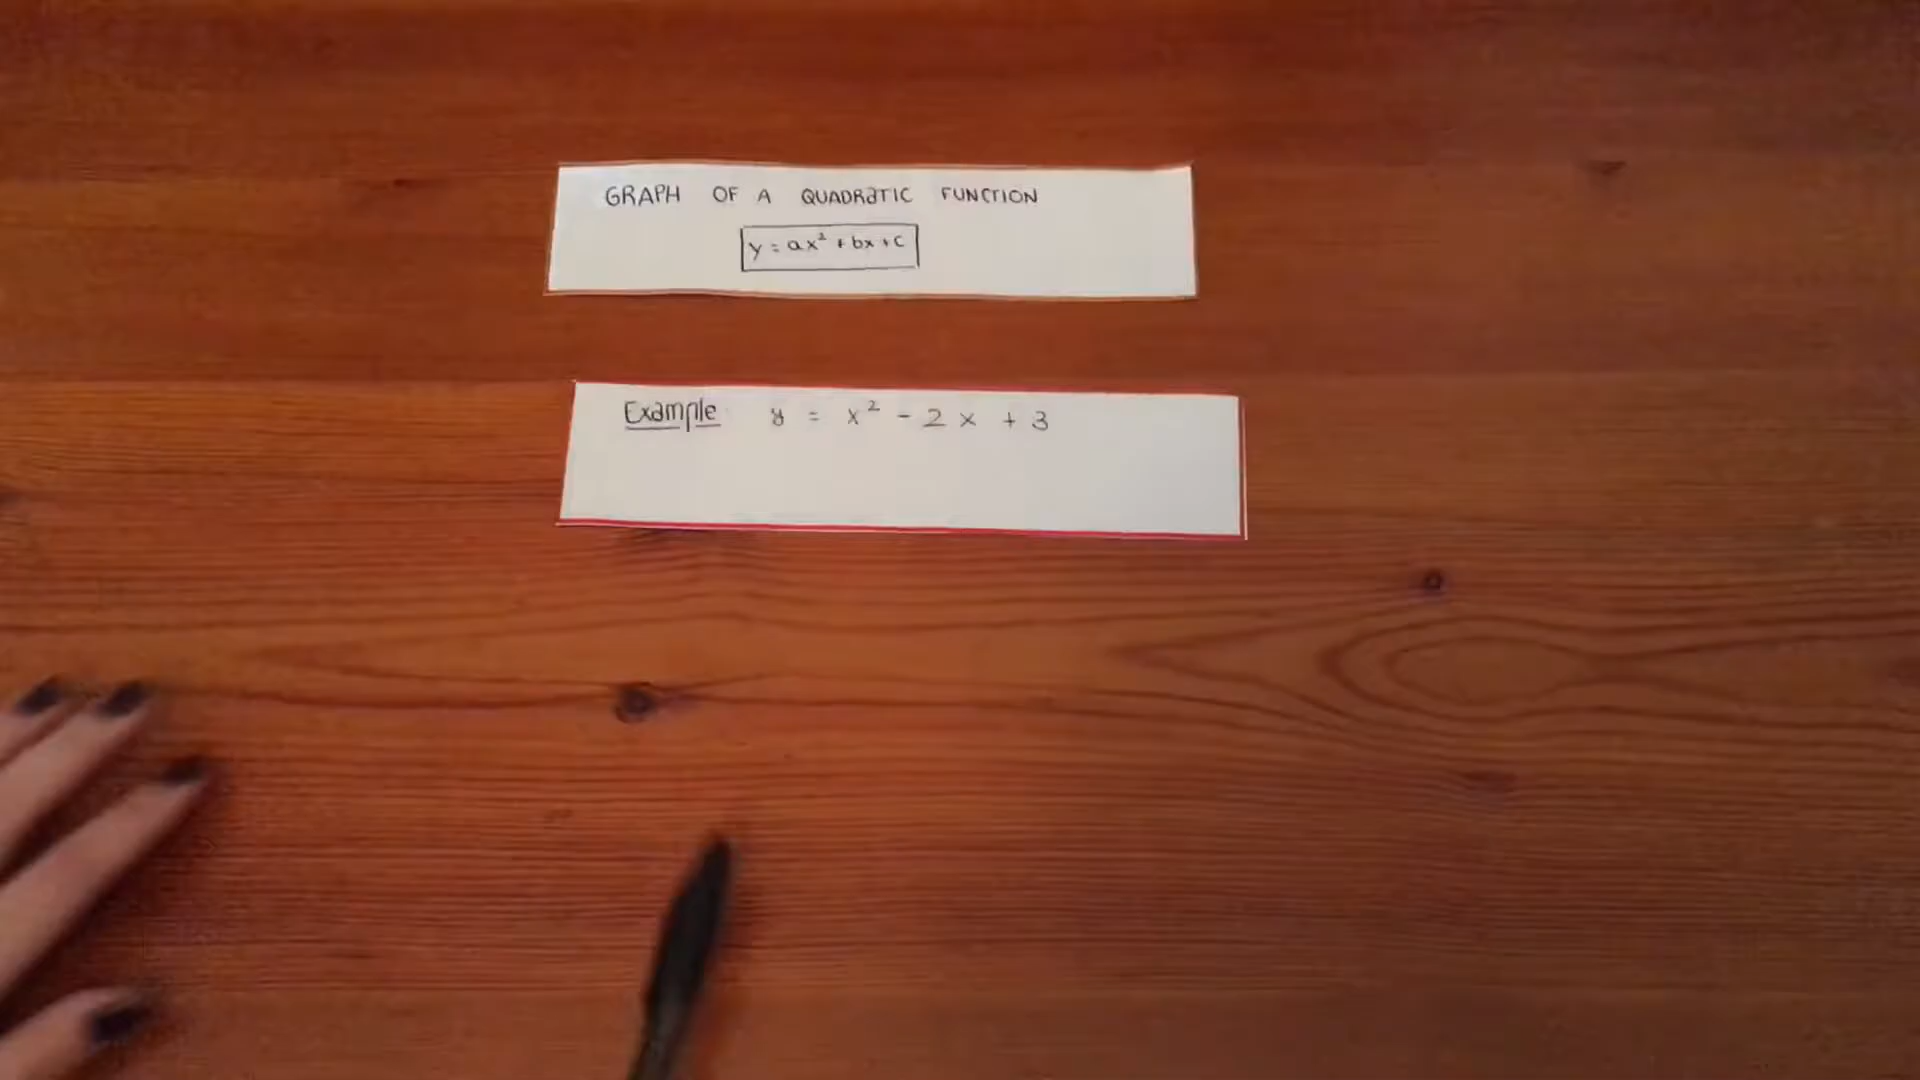 GRAPH OF A QUADRATIC FUNCTION
y = ax² + bx + c
Example y = x² - 2x + 3